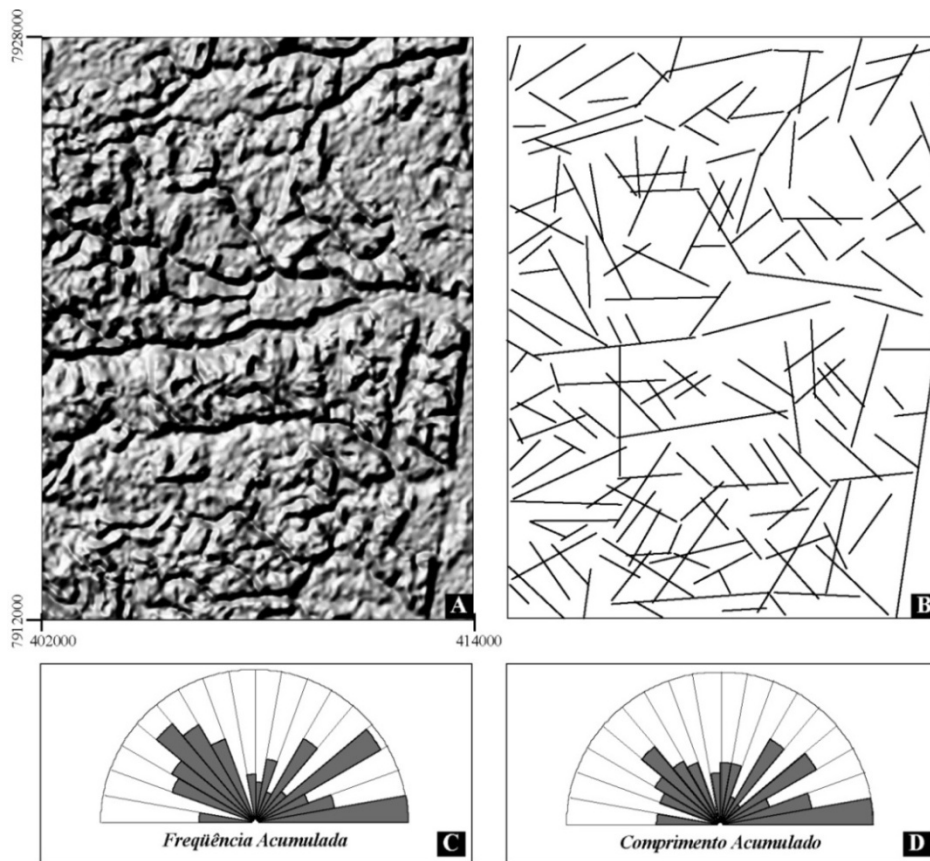 7928000
A
B
7912000
402000
414000
Freqüência Acumulada
C
Comprimento Acumulado
D